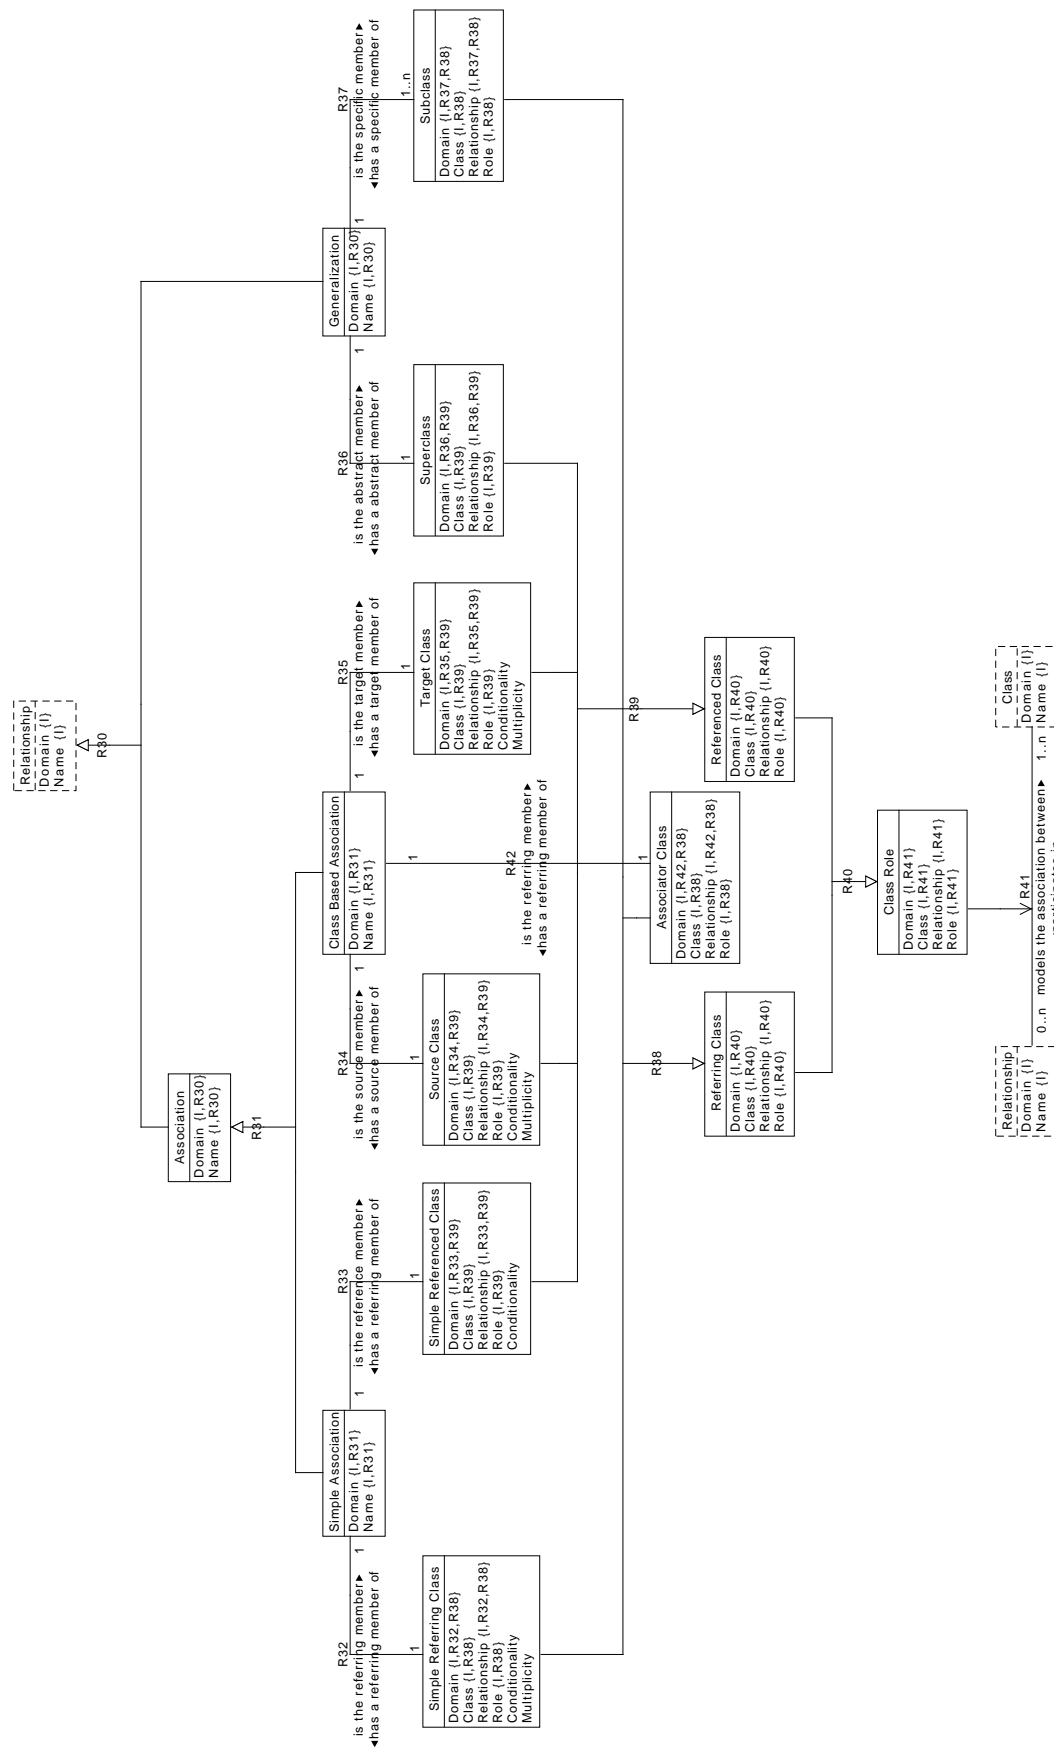 Relationship
Domain {I}
Name {I}
R30
Association
Domain {I,R30}
Name {I,R30}
R31
Simple Association
Domain {I,R31}
Name {I,R31}
Class Based Association
Domain {I,R31}
Name {I,R31}
Generalization
Domain {I,R30}
Name {I,R30}
1
R32
is the referring member►
◄has a referring member of
1
1
R33
is the reference member►
◄has a referring member of
1
1
R34
is the source member►
◄has a source member of
1
1
R35
is the target member►
◄has a target member of
1
1
R36
is the abstract member►
◄has a abstract member of
1
1
R37
is the specific member►
◄has a specific member of
1..n
Simple Referring Class
Domain {I,R32,R38}
Class {I,R38}
Relationship {I,R32,R38}
Role {I,R38}
Conditionality
Multiplicity
Simple Referenced Class
Domain {I,R33,R39}
Class {I,R39}
Relationship {I,R33,R39}
Role {I,R39}
Conditionality
Source Class
Domain {I,R34,R39}
Class {I,R39}
Relationship {I,R34,R39}
Role {I,R39}
Conditionality
Multiplicity
Target Class
Domain {I,R35,R39}
Class {I,R39}
Relationship {I,R35,R39}
Role {I,R39}
Conditionality
Multiplicity
Superclass
Domain {I,R36,R39}
Class {I,R39}
Relationship {I,R36,R39}
Role {I,R39}
Subclass
Domain {I,R37,R38}
Class {I,R38}
Relationship {I,R37,R38}
Role {I,R38}
1
R42
is the referring member►
◄has a referring member of
1
Associator Class
Domain {I,R42,R38}
Class {I,R38}
Relationship {I,R42,R38}
Role {I,R38}
R38
R39
Referring Class
Domain {I,R40}
Class {I,R40}
Relationship {I,R40}
Role {I,R40}
Referenced Class
Domain {I,R40}
Class {I,R40}
Relationship {I,R40}
Role {I,R40}
R40
Class Role
Domain {I,R41}
Class {I,R41}
Relationship {I,R41}
Role {I,R41}
R41
Relationship
Domain {I}
Name {I}
0..n
models the association between►
1..n
Class
Domain {I}
Name {I}